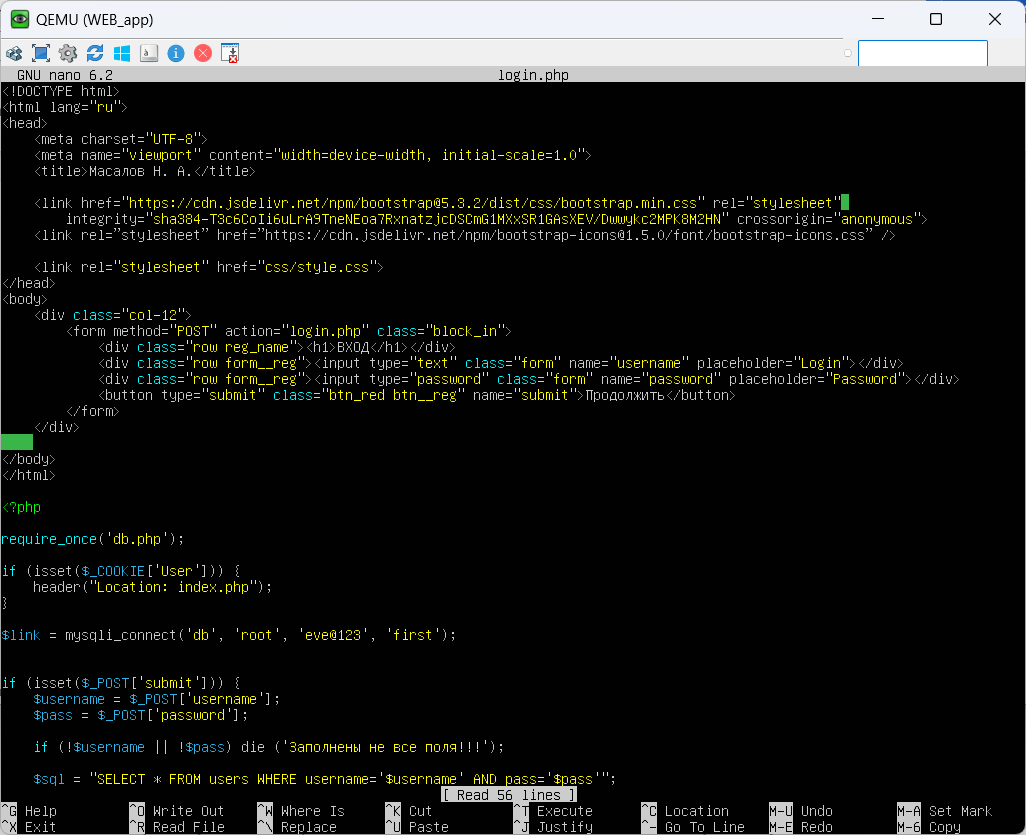 QEMU (WEB_app)
GNU nano 6.2 login.php
<!DOCTYPE html>
<html lang="ru">
<head>
    <meta charset="UTF-8">
    <meta name="viewport" content="width=device-width, initial-scale=1.0">
    <title>Масалов Н. А.</title>
    <link href="https://cdn.jsdelivr.net/npm/bootstrap@5.3.2/dist/css/bootstrap.min.css" rel="stylesheet"
        integrity="sha384-T3c6CoIi6uLrA9TneNEoa7RxnatzjcDSCmG1MXxSR1GAsXEV/Dwwykc2MPK8M2HN" crossorigin="anonymous">
    <link rel=”stylesheet” href=”https://cdn.jsdelivr.net/npm/bootstrap-icons@1.5.0/font/bootstrap-icons.css” />
    <link rel="stylesheet" href="css/style.css">
</head>
<body>
    <div class="col-12">
        <form method="POST" action="login.php" class="block_in">
            <div class="row reg_name"><h1>ВХОД</h1></div>
            <div class="row form__reg"><input type="text" class="form" name="username" placeholder="Login"></div>
            <div class="row form__reg"><input type="password" class="form" name="password" placeholder="Password"></div>
            <button type="submit" class="btn_red btn__reg" name="submit">Продолжить</button>
        </form>
    </div>
</body>
</html>
<?php
require_once('db.php');
if (isset($_COOKIE['User'])) {
    header("Location: index.php");
}
$link = mysqli_connect('db', 'root', 'eve@123', 'first');
if (isset($_POST['submit'])) {
    $username = $_POST['username'];
    $pass = $_POST['password'];
    if (!$username || !$pass) die ('Заполнены не все поля!!!');
    $sql = "SELECT * FROM users WHERE username='$username' AND pass='$pass'";
[ Read 56 lines ]
^G Help ^O Write Out ^W Where Is ^K Cut ^T Execute ^C Location M-U Undo M-A Set Mark
^X Exit ^R Read File ^\ Replace ^U Paste ^J Justify ^_ Go To Line M-E Redo M-6 Copy